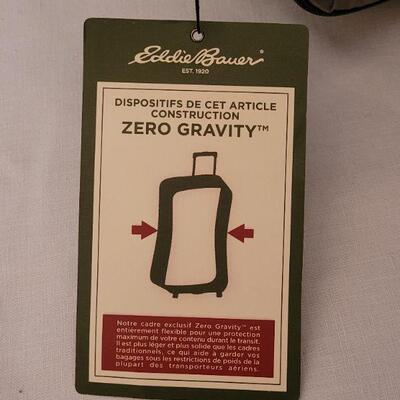 Eddie Bauer®
EST. 1920
DISPOSITIFS DE CET ARTICLE
CONSTRUCTION
ZERO GRAVITY™
Notre cadre exclusif Zero Gravity™ est
entièrement flexible pour une protection
maximum de votre contenu durant le transit.
Il est plus léger et plus solide que les cadres
traditionnels, ce qui aide à garder vos
bagages sous les restrictions de poids de la
plupart des transporteurs aériens.